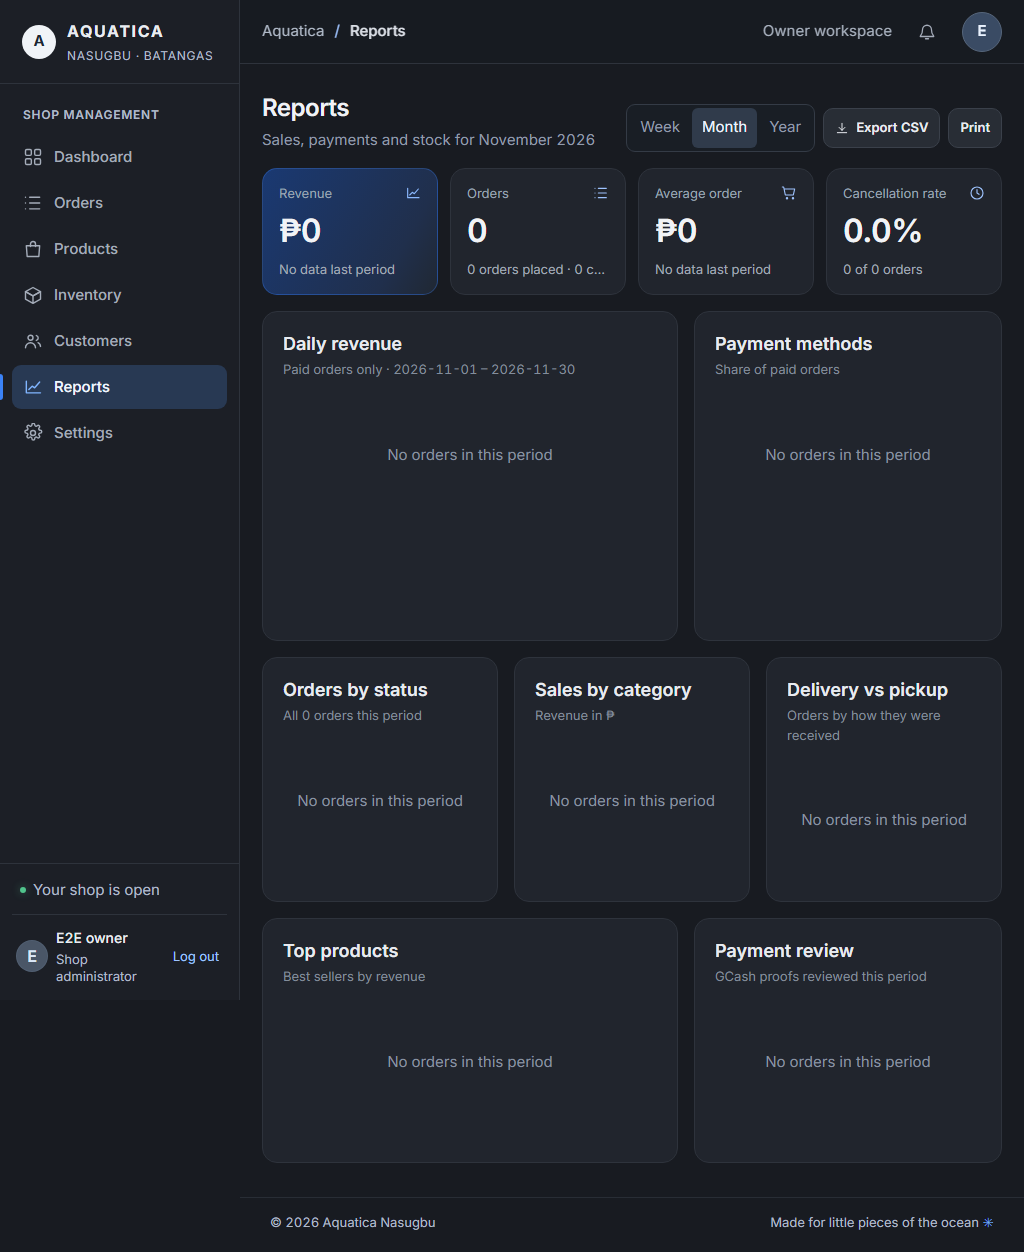 A
AQUATICA
NASUGBU · BATANGAS
SHOP MANAGEMENT
Dashboard
Orders
Products
Inventory
Customers
Reports
Settings
Your shop is open
E
E2E owner
Shop
administrator
Log out
Aquatica / Reports
Owner workspace
E
Reports
Sales, payments and stock for November 2026
Week Month Year
Export CSV
Print
Revenue
₱0
No data last period
Orders
0
0 orders placed · 0 c...
Average order
₱0
No data last period
Cancellation rate
0.0%
0 of 0 orders
Daily revenue
Paid orders only · 2026-11-01 – 2026-11-30
No orders in this period
Payment methods
Share of paid orders
No orders in this period
Orders by status
All 0 orders this period
No orders in this period
Sales by category
Revenue in ₱
No orders in this period
Delivery vs pickup
Orders by how they were
received
No orders in this period
Top products
Best sellers by revenue
No orders in this period
Payment review
GCash proofs reviewed this period
No orders in this period
© 2026 Aquatica Nasugbu
Made for little pieces of the ocean ✳